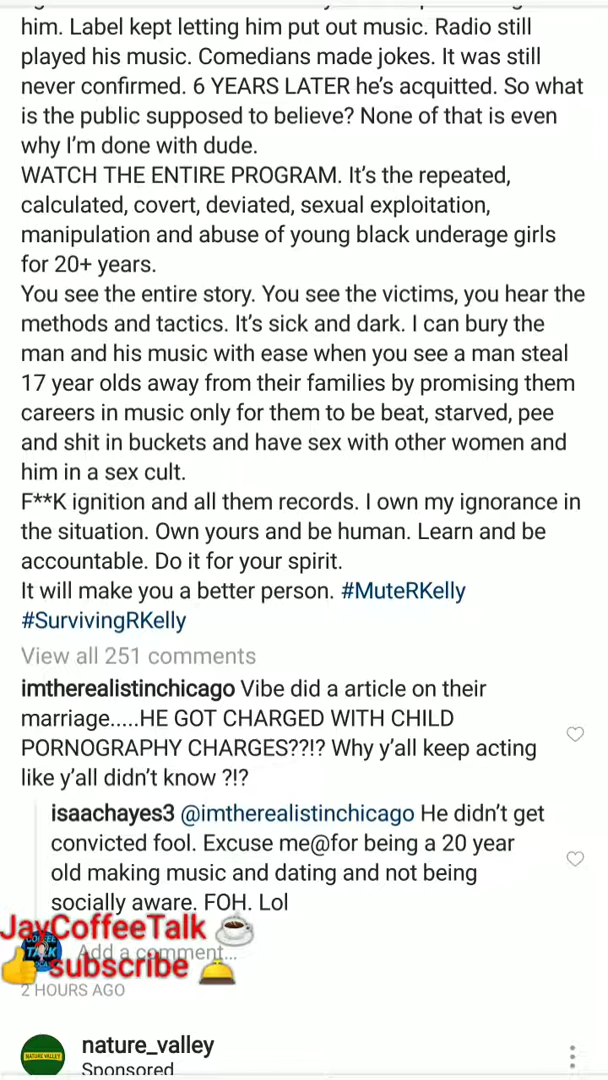 him. Label kept letting him put out music. Radio still
played his music. Comedians made jokes. It was still
never confirmed. 6 YEARS LATER he's acquitted. So what
is the public supposed to believe? None of that is even
why I'm done with dude.
WATCH THE ENTIRE PROGRAM. It's the repeated,
calculated, covert, deviated, sexual exploitation,
manipulation and abuse of young black underage girls
for 20+ years.
You see the entire story. You see the victims, you hear the
methods and tactics. It's sick and dark. I can bury the
man and his music with ease when you see a man steal
17 year olds away from their families by promising them
careers in music only for them to be beat, starved, pee
and shit in buckets and have sex with other women and
him in a sex cult.
F**K ignition and all them records. I own my ignorance in
the situation. Own yours and be human. Learn and be
accountable. Do it for your spirit.
It will make you a better person. #MuteRKelly
#SurvivingRKelly
View all 251 comments
imtherealistinchicago Vibe did a article on their
marriage.....HE GOT CHARGED WITH CHILD
PORNOGRAPHY CHARGES??!? Why y'all keep acting
like y'all didn't know ?!?
isaachayes3 @imtherealistinchicago He didn't get
convicted fool. Excuse me@for being a 20 year
old making music and dating and not being
socially aware. FOH. Lol
JayCoffeeTalk
COFFEE
TALK
Add a comment...
subscribe
2 HOURS AGO
nature_valley
NATURE VALLEY
Sponsored